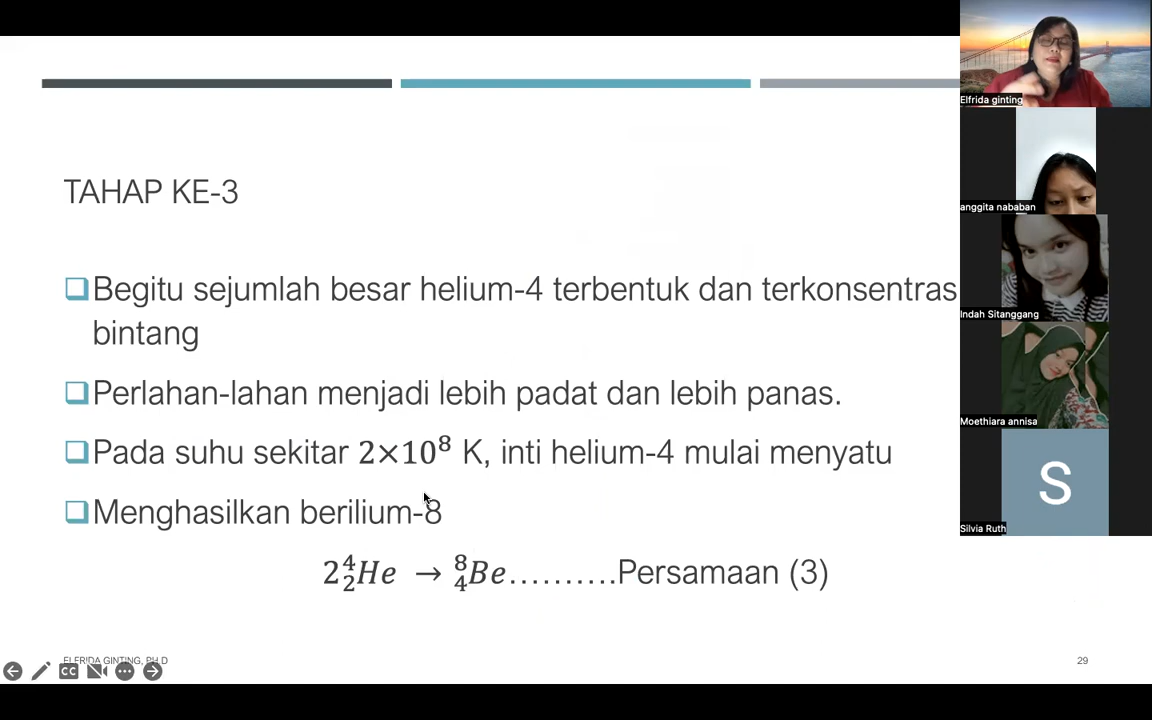 TAHAP KE-3
Begitu sejumlah besar helium-4 terbentuk dan terkonsentras
bintang
Perlahan-lahan menjadi lebih padat dan lebih panas.
Pada suhu sekitar 2×10⁸ K, inti helium-4 mulai menyatu
Menghasilkan berilium-8
2⁴₂He → ⁸₄Be..........Persamaan (3)
ELFRIDA GINTING, PH.D
CC
29
Elfrida ginting
anggita nababan
Indah Sitanggang
Moethiara annisa
S
Silvia Ruth